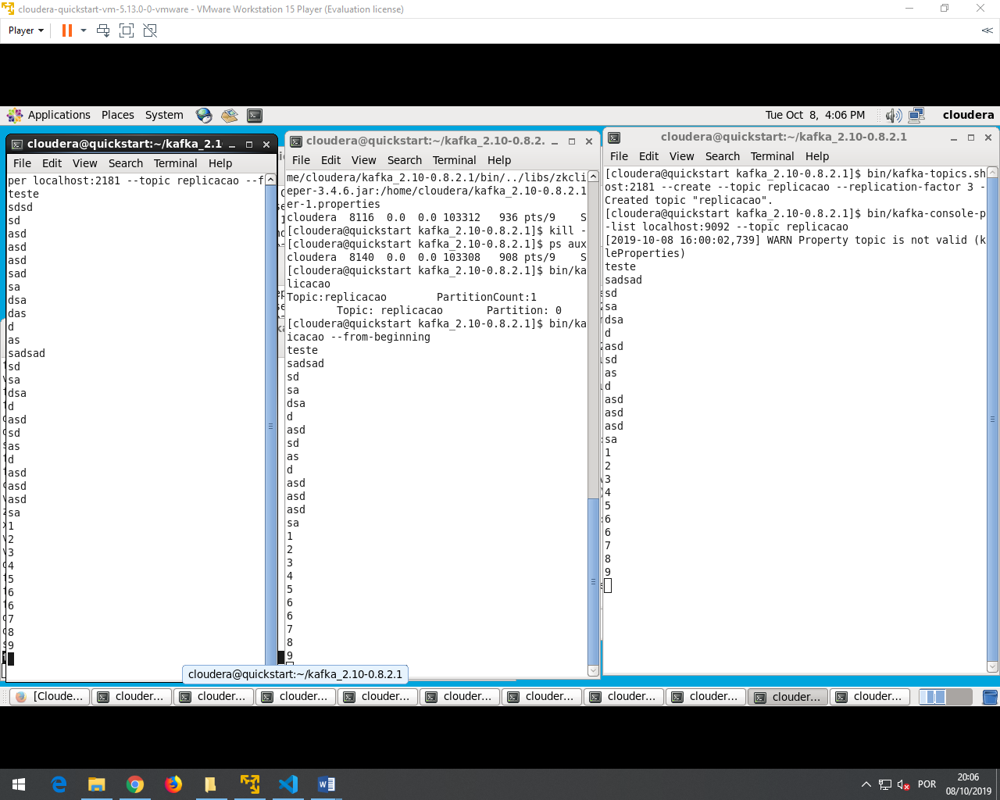 cloudera-quickstart-vm-5.13.0-0-vmware - VMware Workstation 15 Player (Evaluation license)
Player
Applications Places System
Tue Oct 8, 4:06 PM
cloudera
cloudera@quickstart:~/kafka_2.1
File Edit View Search Terminal Help
per localhost:2181 --topic replicacao --f
teste
sdsd
sd
asd
asd
asd
sad
sa
dsa
das
d
as
sadsad
sd
sa
dsa
d
asd
sd
as
d
asd
asd
asd
sa
1
2
3
4
5
6
6
7
8
9
cloudera@quickstart:~/kafka_2.10-0.8.2.
File Edit View Search Terminal Help
me/cloudera/kafka_2.10-0.8.2.1/bin/../libs/zkcli
eper-3.4.6.jar:/home/cloudera/kafka_2.10-0.8.2.1
er-1.properties
cloudera 8116 0.0 0.0 103312 936 pts/9 S
[cloudera@quickstart kafka_2.10-0.8.2.1]$ kill -
[cloudera@quickstart kafka_2.10-0.8.2.1]$ ps aux
cloudera 8140 0.0 0.0 103308 908 pts/9 S
[cloudera@quickstart kafka_2.10-0.8.2.1]$ bin/ka
licacao
Topic:replicacao PartitionCount:1
Topic: replicacao Partition: 0
[cloudera@quickstart kafka_2.10-0.8.2.1]$ bin/ka
icacao --from-beginning
teste
sadsad
sd
sa
dsa
d
asd
sd
as
d
asd
asd
asd
sa
1
2
3
4
5
6
6
7
8
9
cloudera@quickstart:~/kafka_2.10-0.8.2.1
File Edit View Search Terminal Help
[cloudera@quickstart kafka_2.10-0.8.2.1]$ bin/kafka-topics.sh
ost:2181 --create --topic replicacao --replication-factor 3 -
Created topic "replicacao".
[cloudera@quickstart kafka_2.10-0.8.2.1]$ bin/kafka-console-p
-list localhost:9092 --topic replicacao
[2019-10-08 16:00:02,739] WARN Property topic is not valid (k
leProperties)
teste
sadsad
sd
sa
dsa
d
asd
sd
as
d
asd
asd
asd
sa
1
2
3
4
5
6
6
7
8
9
cloudera@quickstart:~/kafka_2.10-0.8.2.1
[Cloude... clouder... clouder... clouder... clouder... clouder... clouder... clouder... clouder... clouder... clouder...
POR
20:06
08/10/2019